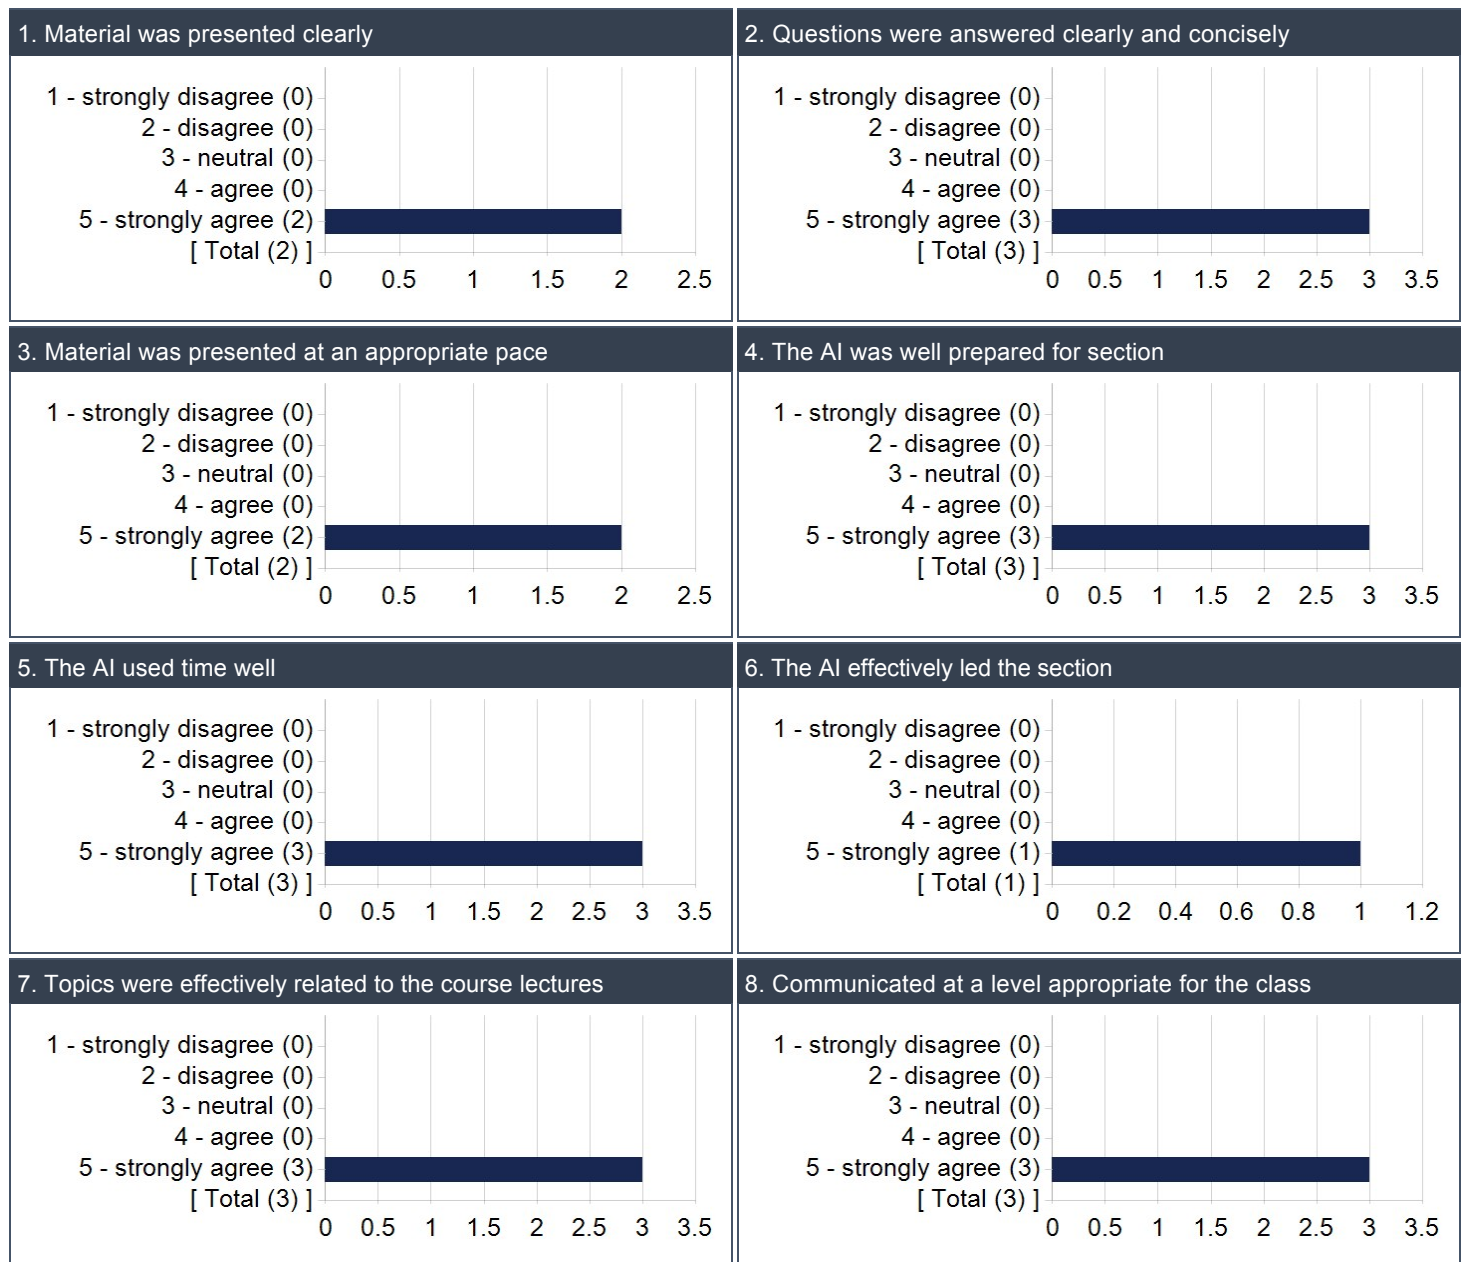 1. Material was presented clearly
1 - strongly disagree (0)
2 - disagree (0)
3 - neutral (0)
4 - agree (0)
5 - strongly agree (2)
[ Total (2) ]
0 0.5 1 1.5 2 2.5
2. Questions were answered clearly and concisely
1 - strongly disagree (0)
2 - disagree (0)
3 - neutral (0)
4 - agree (0)
5 - strongly agree (3)
[ Total (3) ]
0 0.5 1 1.5 2 2.5 3 3.5
3. Material was presented at an appropriate pace
1 - strongly disagree (0)
2 - disagree (0)
3 - neutral (0)
4 - agree (0)
5 - strongly agree (2)
[ Total (2) ]
0 0.5 1 1.5 2 2.5
4. The AI was well prepared for section
1 - strongly disagree (0)
2 - disagree (0)
3 - neutral (0)
4 - agree (0)
5 - strongly agree (3)
[ Total (3) ]
0 0.5 1 1.5 2 2.5 3 3.5
5. The AI used time well
1 - strongly disagree (0)
2 - disagree (0)
3 - neutral (0)
4 - agree (0)
5 - strongly agree (3)
[ Total (3) ]
0 0.5 1 1.5 2 2.5 3 3.5
6. The AI effectively led the section
1 - strongly disagree (0)
2 - disagree (0)
3 - neutral (0)
4 - agree (0)
5 - strongly agree (1)
[ Total (1) ]
0 0.2 0.4 0.6 0.8 1 1.2
7. Topics were effectively related to the course lectures
1 - strongly disagree (0)
2 - disagree (0)
3 - neutral (0)
4 - agree (0)
5 - strongly agree (3)
[ Total (3) ]
0 0.5 1 1.5 2 2.5 3 3.5
8. Communicated at a level appropriate for the class
1 - strongly disagree (0)
2 - disagree (0)
3 - neutral (0)
4 - agree (0)
5 - strongly agree (3)
[ Total (3) ]
0 0.5 1 1.5 2 2.5 3 3.5